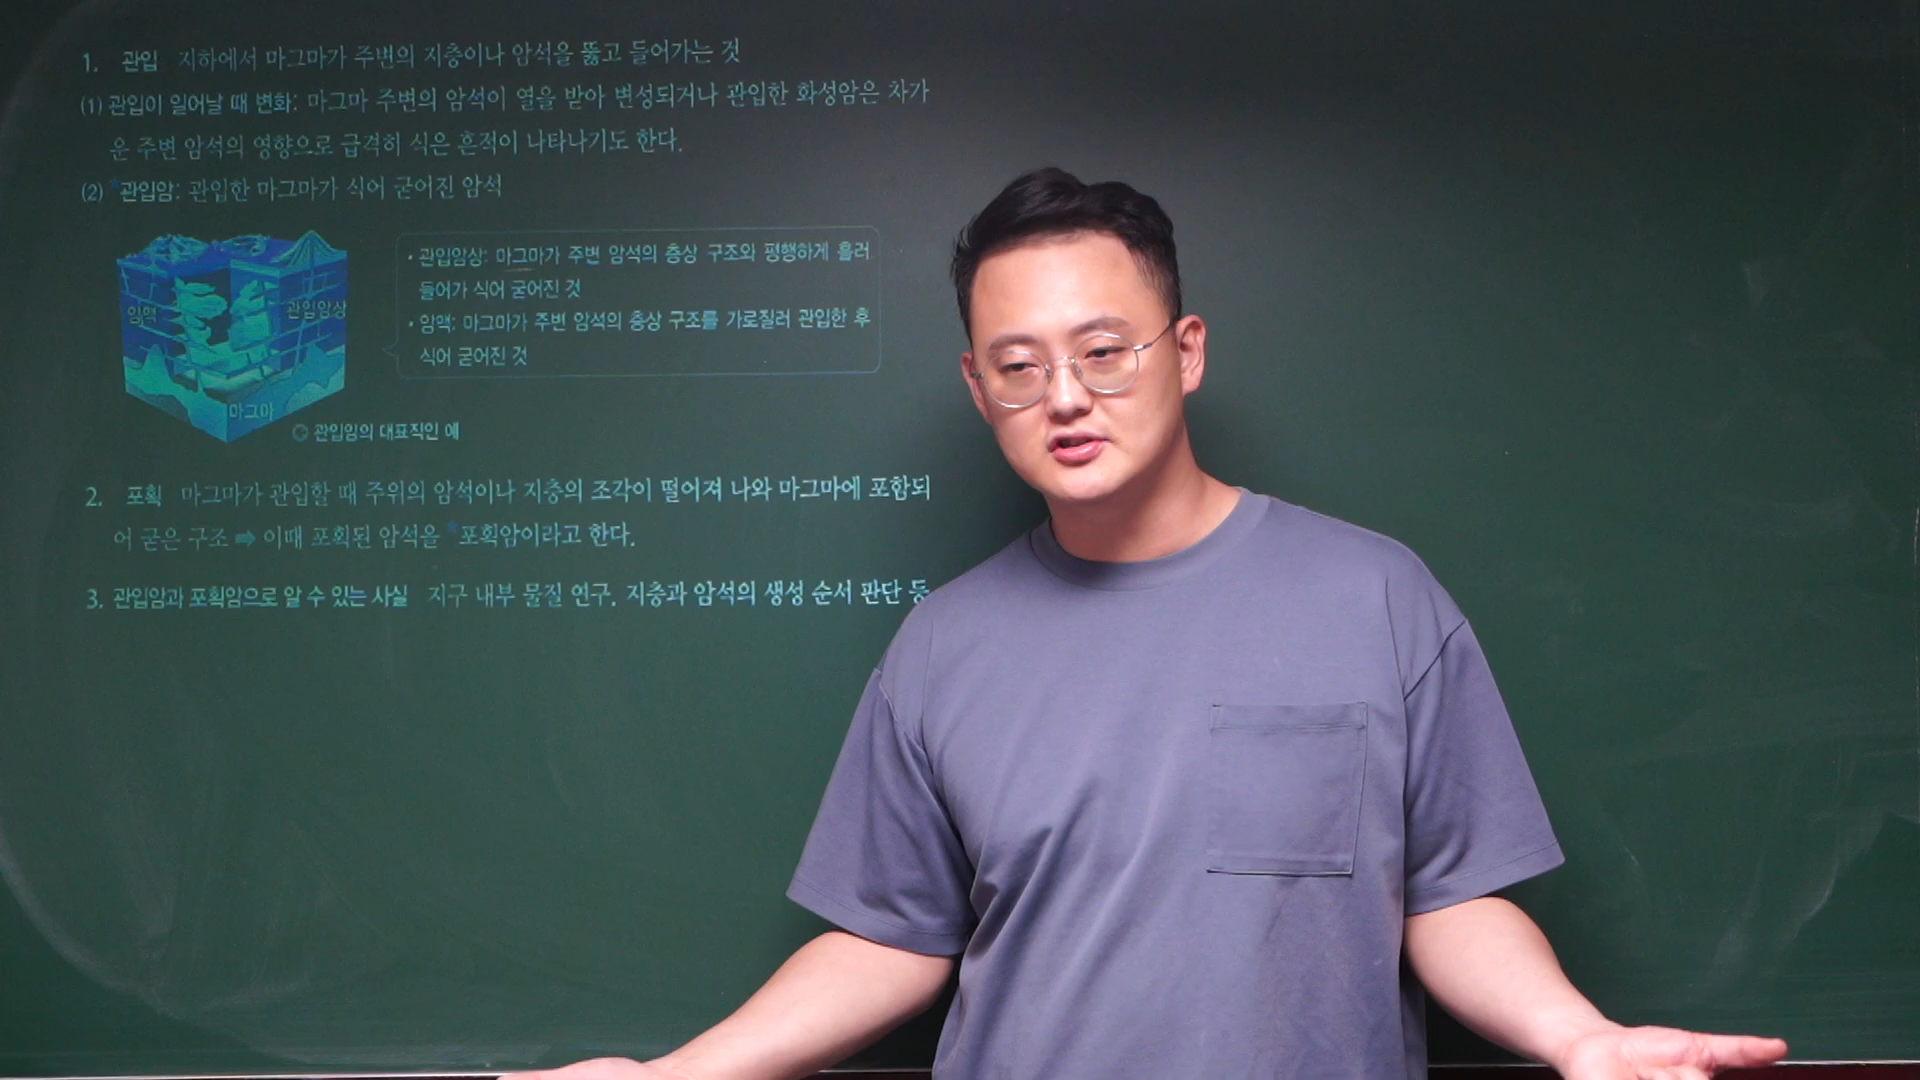 1. 관입 지하에서 마그마가 주변의 지층이나 암석을 뚫고 들어가는 것
(1) 관입이 일어날 때 변화: 마그마 주변의 암석이 열을 받아 변성되거나 관입한 화성암은 차가
운 주변 암석의 영향으로 급격히 식은 흔적이 나타나기도 한다.
(2) *관입암: 관입한 마그마가 식어 굳어진 암석
• 관입암상: 마그마가 주변 암석의 층상 구조와 평행하게 흘러
들어가 식어 굳어진 것
• 암맥: 마그마가 주변 암석의 층상 구조를 가로질러 관입한 후
식어 굳어진 것
암맥
관입암상
마그마
관입암의 대표적인 예
2. 포획 마그마가 관입할 때 주위의 암석이나 지층의 조각이 떨어져 나와 마그마에 포함되
어 굳은 구조 ➡ 이때 포획된 암석을 *포획암이라고 한다.
3. 관입암과 포획암으로 알 수 있는 사실 지구 내부 물질 연구, 지층과 암석의 생성 순서 판단 등